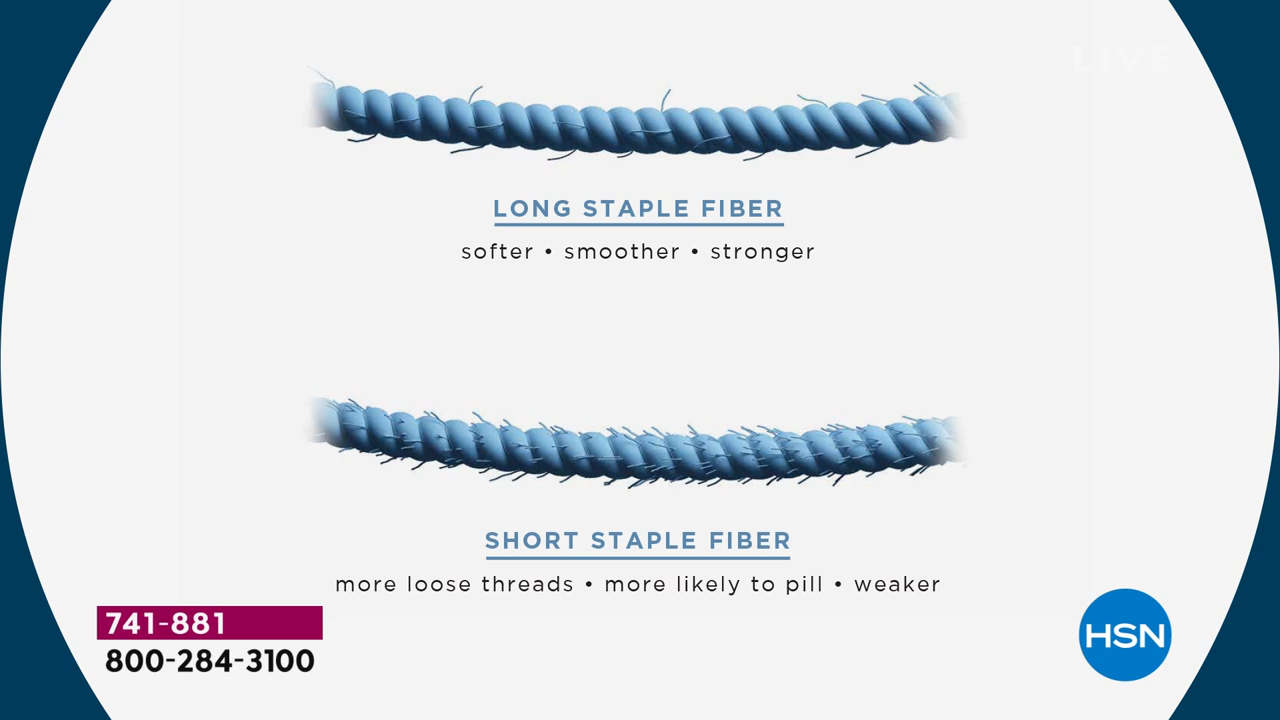 LIVE
LONG STAPLE FIBER
softer • smoother • stronger
SHORT STAPLE FIBER
more loose threads • more likely to pill • weaker
741-881
800-284-3100
HSN